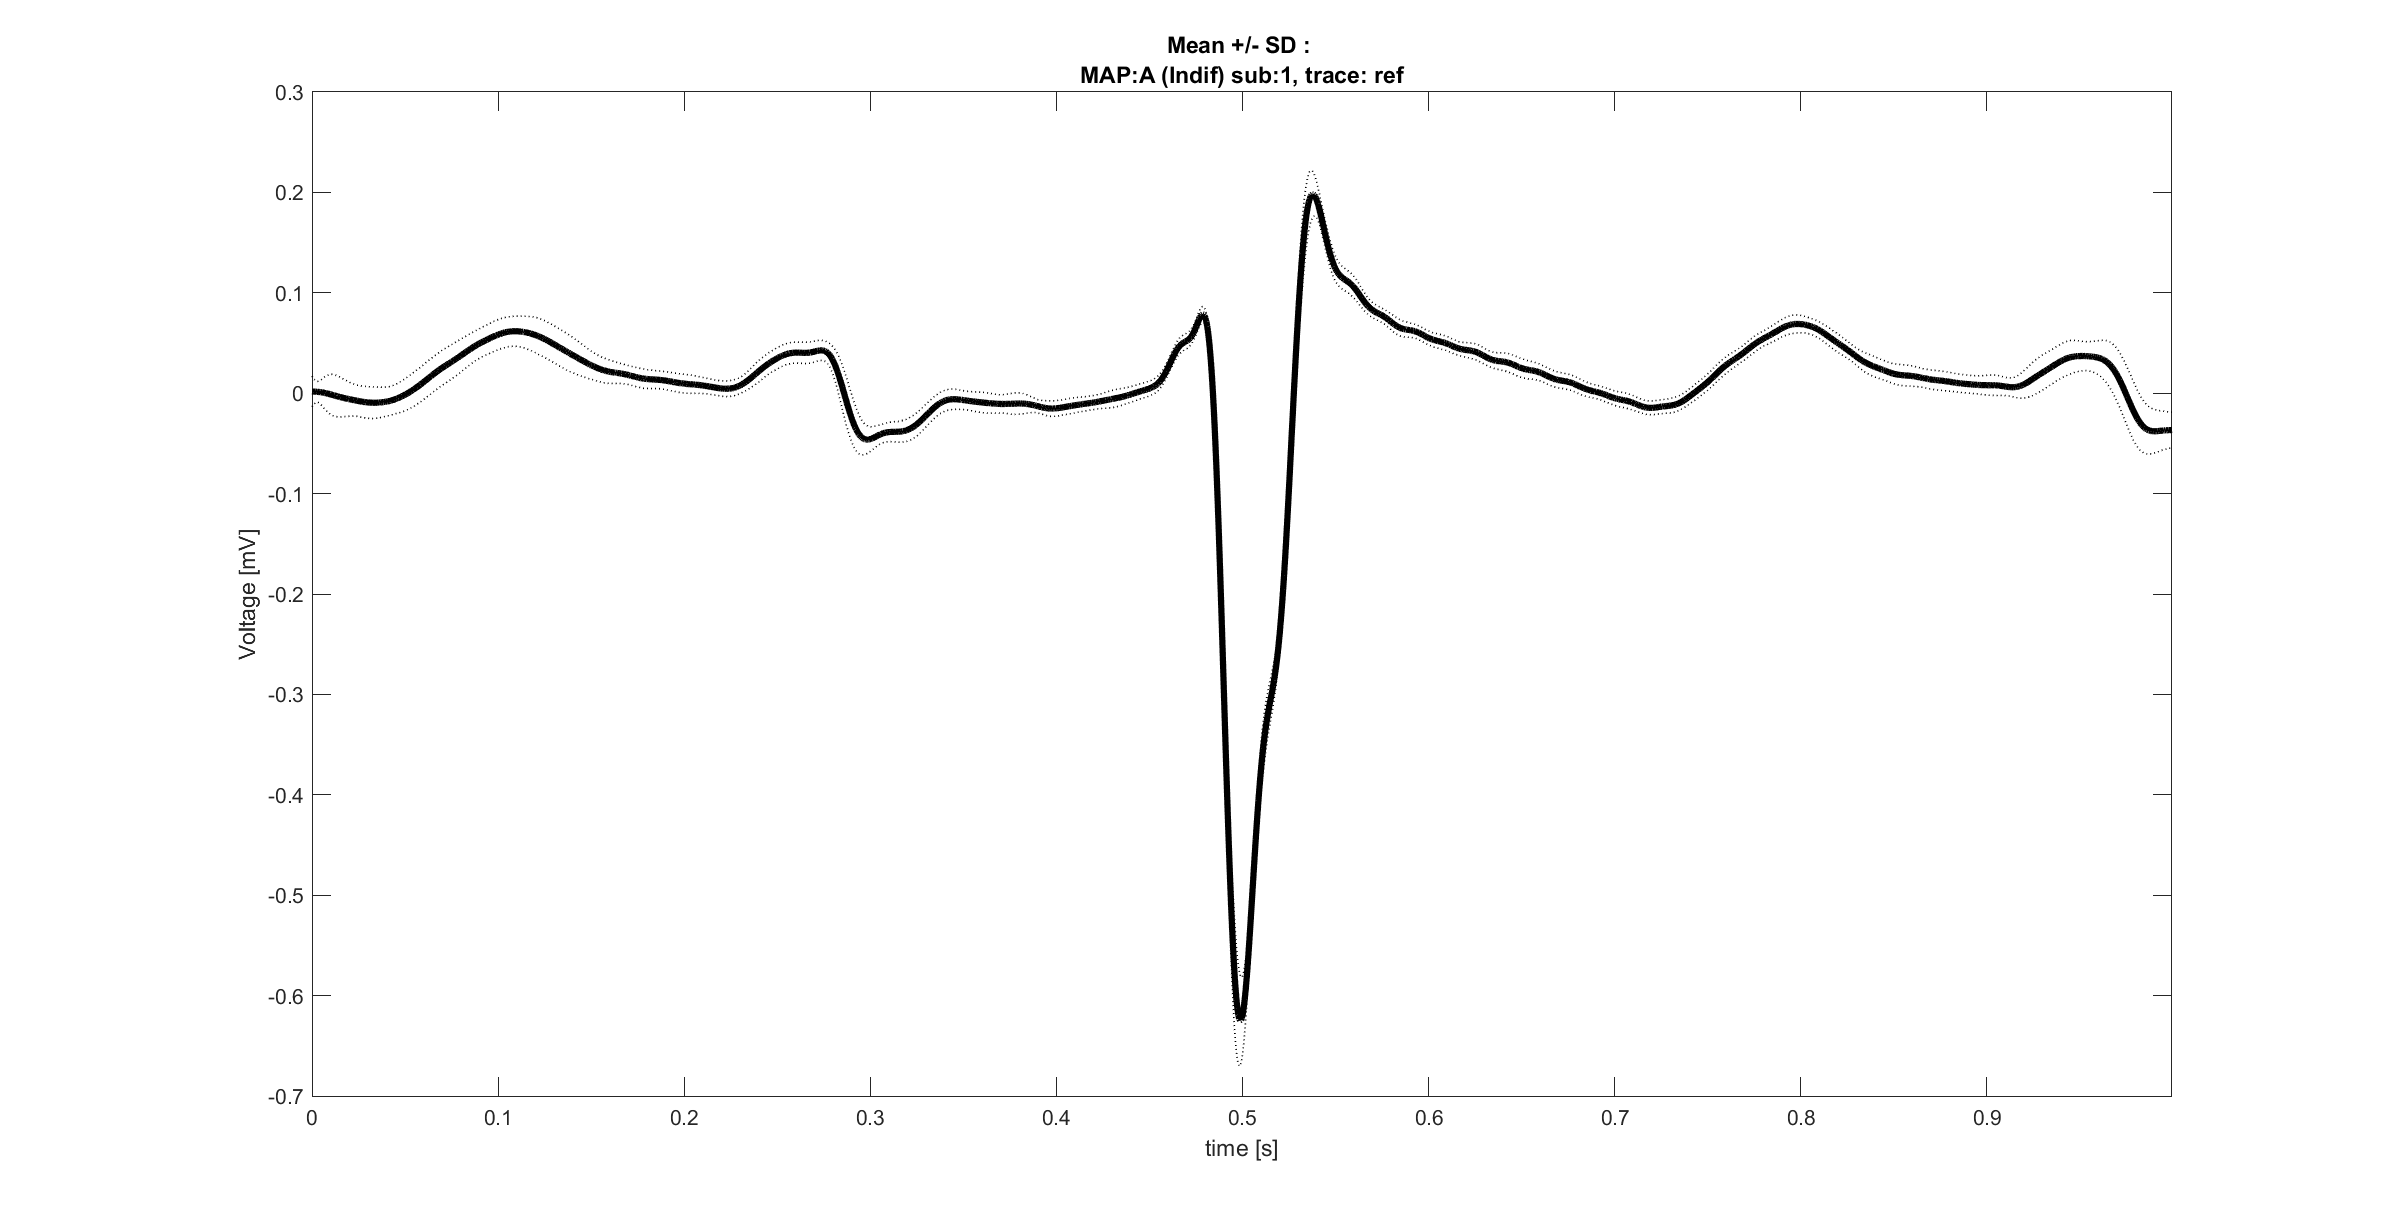 Mean +/- SD :
MAP:A (Indif) sub:1, trace: ref
0.3
0.2
0.1
0
-0.1
-0.2
-0.3
-0.4
-0.5
-0.6
-0.7
Voltage [mV]
0 0.1 0.2 0.3 0.4 0.5 0.6 0.7 0.8 0.9
time [s]